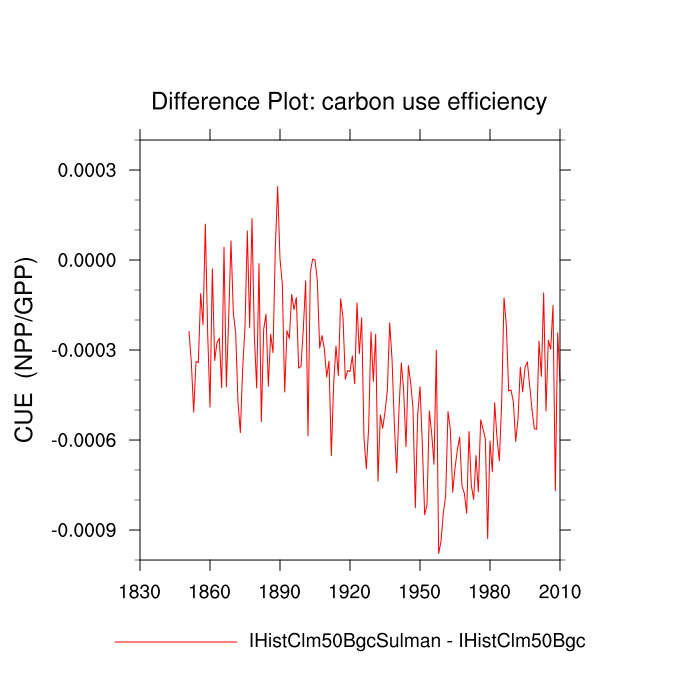 Difference Plot: carbon use efficiency
CUE (NPP/GPP)
0.0003
0.0000
-0.0003
-0.0006
-0.0009
1830 1860 1890 1920 1950 1980 2010
IHistClm50BgcSulman - IHistClm50Bgc